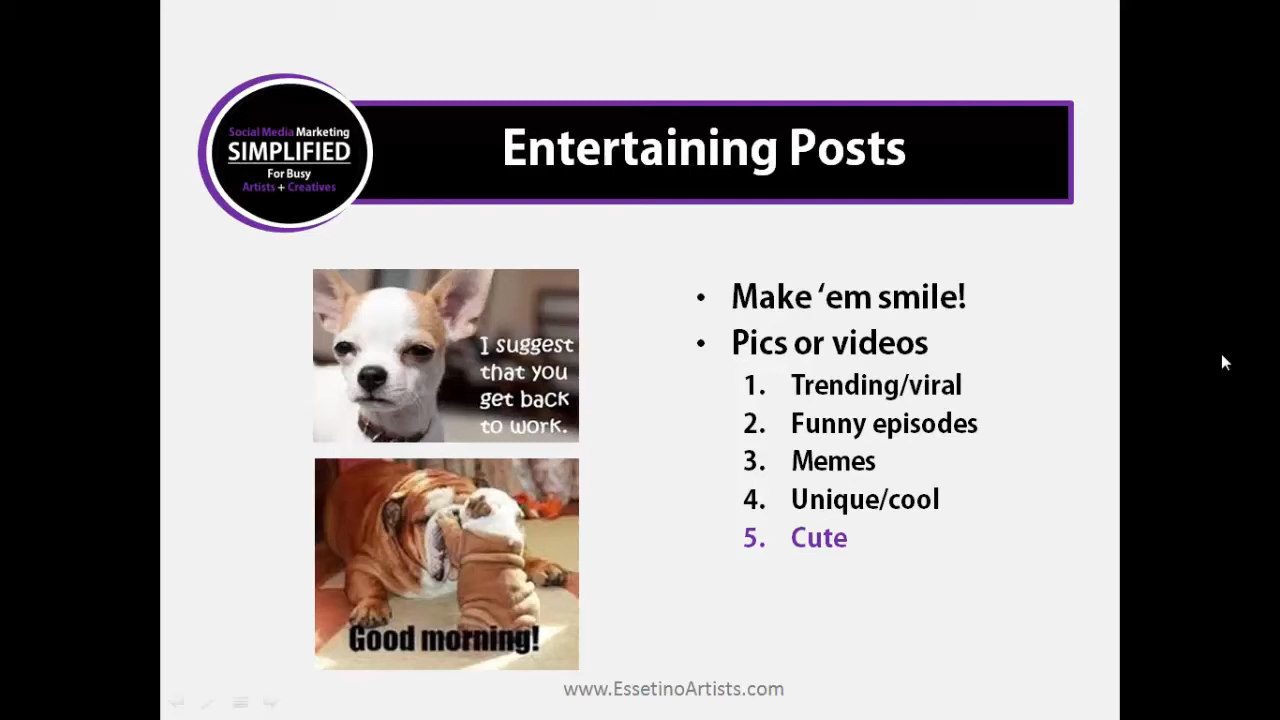 Social Media Marketing
SIMPLIFIED
For Busy
Artists + Creatives
Entertaining Posts
I suggest
that you
get back
to work.
Good morning!
• Make ‘em smile!
• Pics or videos
1. Trending/viral
2. Funny episodes
3. Memes
4. Unique/cool
5. Cute
www.EssetinoArtists.com